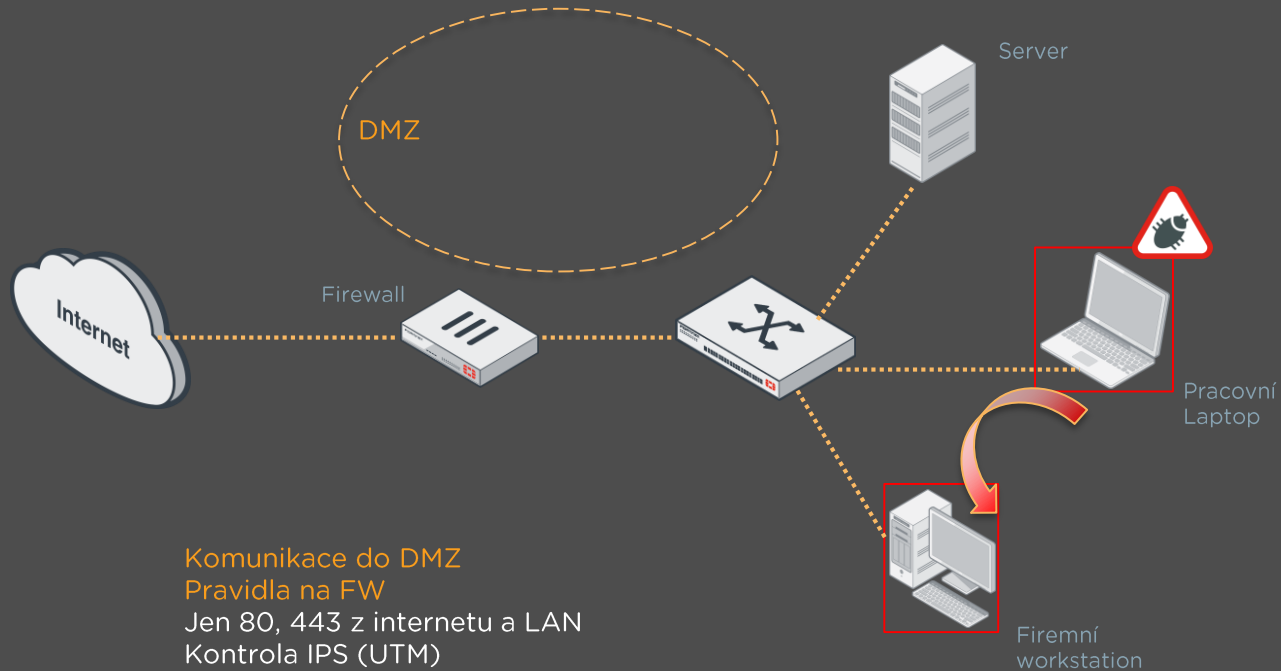 Server
DMZ
Internet
Firewall
Pracovní
Laptop
Komunikace do DMZ
Pravidla na FW
Jen 80, 443 z internetu a LAN
Kontrola IPS (UTM)
Firemní
workstation